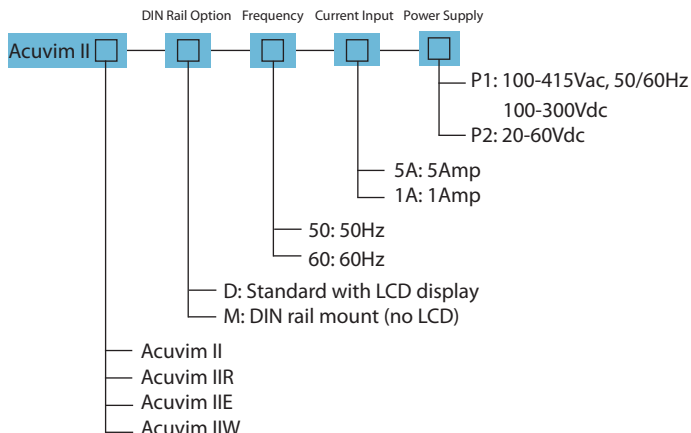 DIN Rail Option Frequency Current Input Power Supply
Acuvim II
P1: 100-415Vac, 50/60Hz
100-300Vdc
P2: 20-60Vdc
5A: 5Amp
1A: 1Amp
50: 50Hz
60: 60Hz
D: Standard with LCD display
M: DIN rail mount (no LCD)
Acuvim II
Acuvim IIR
Acuvim IIE
Acuvim IIW